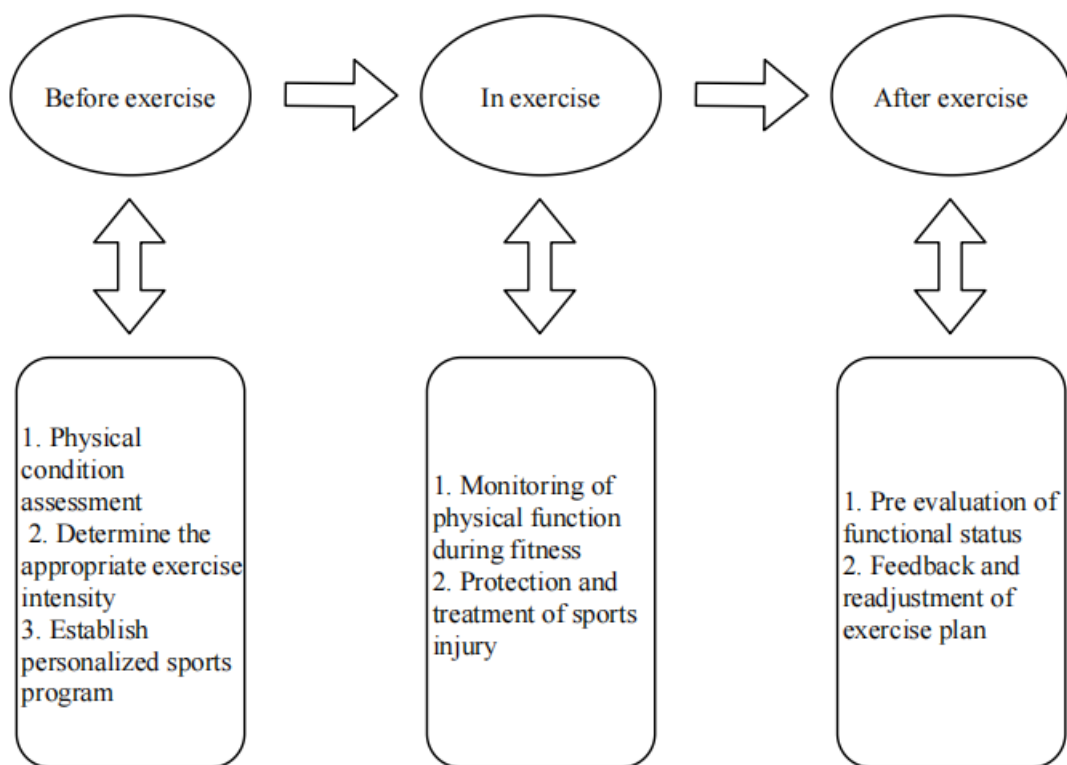 Before exercise
In exercise
After exercise
1. Physical
condition
assessment
2. Determine the
appropriate exercise
intensity
3. Establish
personalized sports
program
1. Monitoring of
physical function
during fitness
2. Protection and
treatment of sports
injury
1. Pre evaluation of
functional status
2. Feedback and
readjustment of
exercise plan